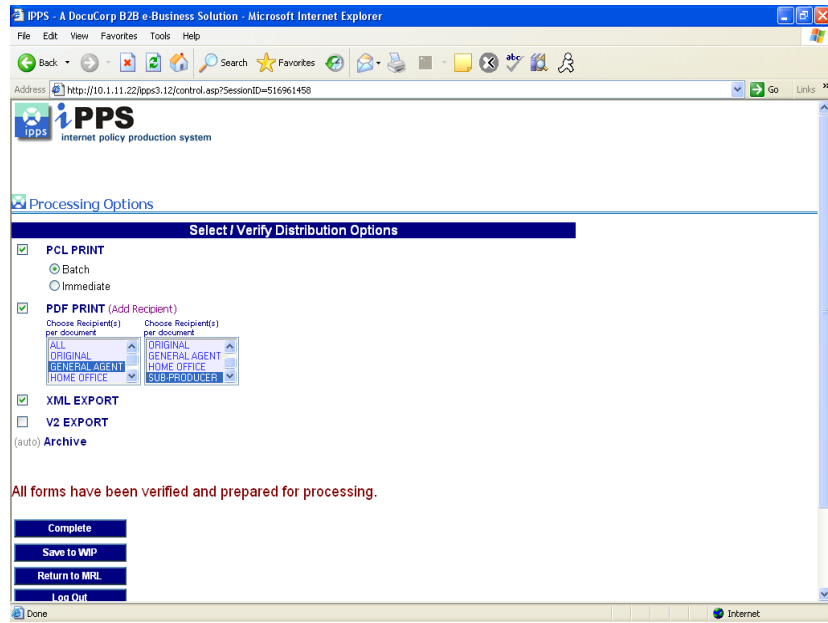 IPPS - A DocuCorp B2B e-Business Solution - Microsoft Internet Explorer
File Edit View Favorites Tools Help
Back Search Favorites abc
Address http://10.1.11.22/ipps3.12/control.asp?SessionID=516961458 Go Links »
ipps iPPS
internet policy production system
Processing Options
Select / Verify Distribution Options
PCL PRINT
Batch
Immediate
PDF PRINT (Add Recipient)
Choose Recipient(s) Choose Recipient(s)
per document per document
ALL ORIGINAL
ORIGINAL GENERAL AGENT
GENERAL AGENT HOME OFFICE
HOME OFFICE SUB-PRODUCER
XML EXPORT
V2 EXPORT
(auto) Archive
All forms have been verified and prepared for processing.
Complete
Save to WIP
Return to MRL
Log Out
Done Internet